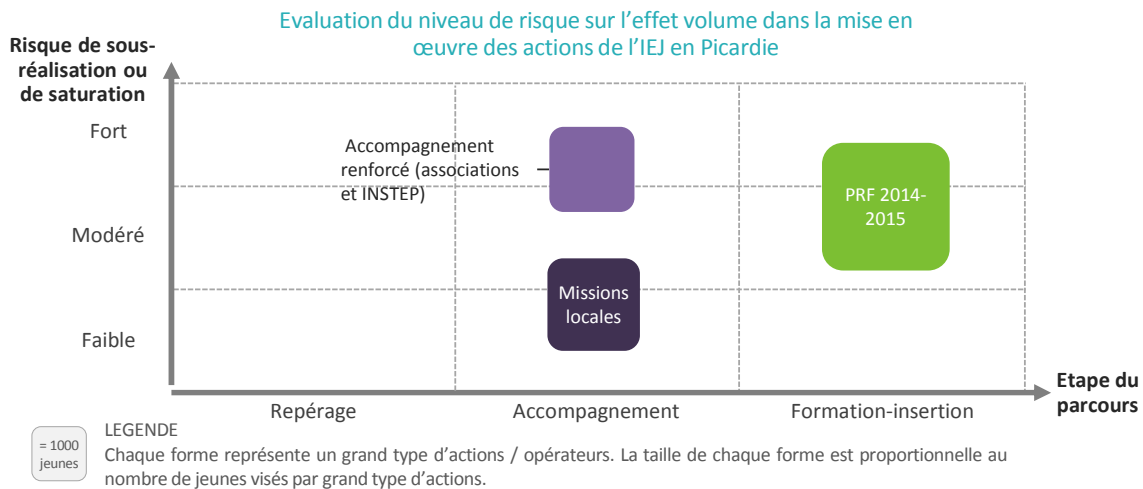 Evaluation du niveau de risque sur l’effet volume dans la mise en
œuvre des actions de l’IEJ en Picardie
Risque de sous-
réalisation ou
de saturation
Fort
Accompagnement
renforcé (associations
et INSTEP)
PRF 2014-
2015
Modéré
Missions
locales
Faible
Etape du
parcours
Repérage
Accompagnement
Formation-insertion
= 1000
jeunes
LEGENDE
Chaque forme représente un grand type d’actions / opérateurs. La taille de chaque forme est proportionnelle au
nombre de jeunes visés par grand type d’actions.